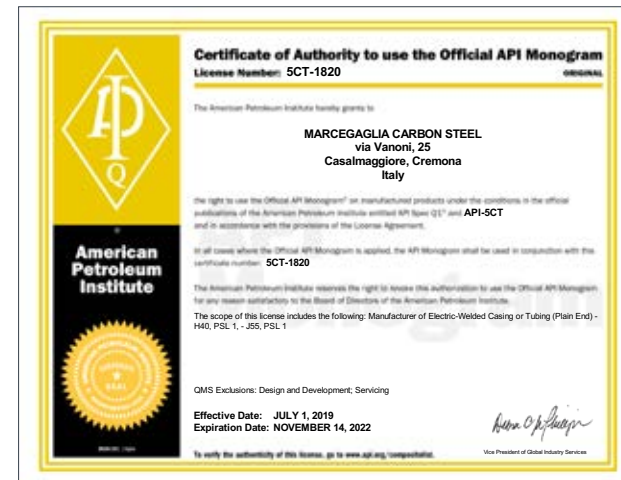 Certificate of Authority to use the Official API Monogram
License Number: 5CT-1820
ORIGINAL
The American Petroleum Institute hereby grants to
MARCEGAGLIA CARBON STEEL
via Vanoni, 25
Casalmaggiore, Cremona
Italy
the right to use the Official API Monogram® on manufactured products under the conditions in the official
publications of the American Petroleum Institute entitled API Spec Q1® and API-5CT
and in accordance with the provisions of the License Agreement.
In all cases where the Official API Monogram is applied, the API Monogram shall be used in conjunction with this
certificate number: 5CT-1820
The American Petroleum Institute reserves the right to revoke this authorization to use the Official API Monogram
for any reason satisfactory to the Board of Directors of the American Petroleum Institute.
The scope of this license includes the following: Manufacturer of Electric-Welded Casing or Tubing (Plain End) -
H40, PSL 1, - J55, PSL 1
QMS Exclusions: Design and Development; Servicing
Effective Date: JULY 1, 2019
Expiration Date: NOVEMBER 14, 2022
To verify the authenticity of this license, go to www.api.org/compositelist.
Vice President of Global Industry Services
API
Q
American
Petroleum
Institute